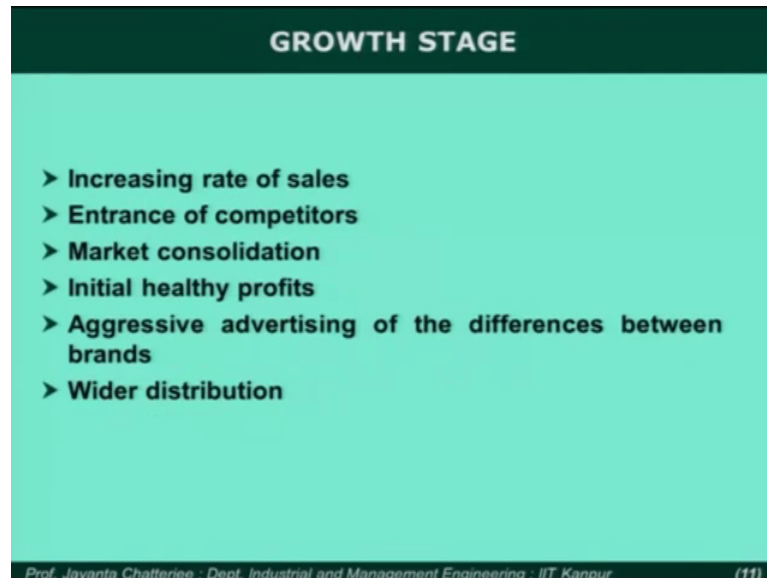 GROWTH STAGE
➤ Increasing rate of sales
➤ Entrance of competitors
➤ Market consolidation
➤ Initial healthy profits
➤ Aggressive advertising of the differences between
brands
➤ Wider distribution
Prof. Jayanta Chatterjee : Dept. Industrial and Management Engineering : IIT Kanpur (11)